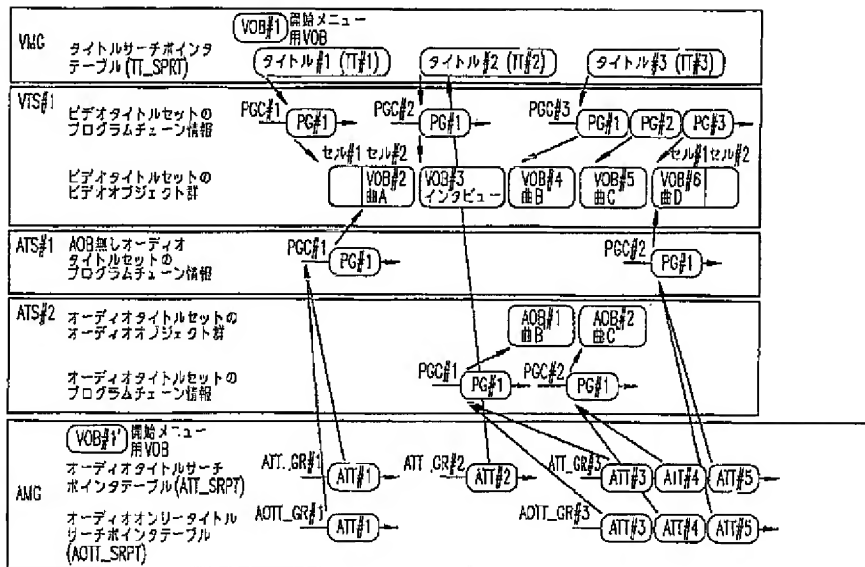 VMG
VOB#1 開始メニュー
用VOB
タイトルサーチポインタ
テーブル(TT_SPRT)
タイトル#1 (TT#1)
タイトル#2 (TT#2)
タイトル#3 (TT#3)
VTS#1
ビデオタイトルセットの
プログラムチェーン情報
PGC#1 PG#1
PGC#2 PG#1
PGC#3 PG#1 PG#2 PG#3
セル#1 セル#2
セル#1 セル#2
ビデオタイトルセットの
ビデオオブジェクト群
VOB#2
曲A
VOB#3
インタビュー
VOB#4
曲B
VOB#5
曲C
VOB#6
曲D
ATS#1 AOB無しオーディオ
タイトルセットの
プログラムチェーン情報
PGC#1 PG#1
PGC#2 PG#1
ATS#2 オーディオタイトルセットの
オーディオオブジェクト群
AOB#1
曲B
AOB#2
曲C
オーディオタイトルセットの
プログラムチェーン情報
PGC#1 PG#1
PGC#2 PG#1
AMG
VOB#1' 開始メニュー
用VOB
オーディオタイトルサーチ
ポインタテーブル(ATT_SRPT)
ATT_GR#1 ATT#1
ATT_GR#2 ATT#2
ATT_GR#3 ATT#3 ATT#4 ATT#5
オーディオオンリータイトル
サーチポインタテーブル
(AOTT_SRPT)
AOTT_GR#1 ATT#1
AOTT_GR#3 ATT#3 ATT#4 ATT#5